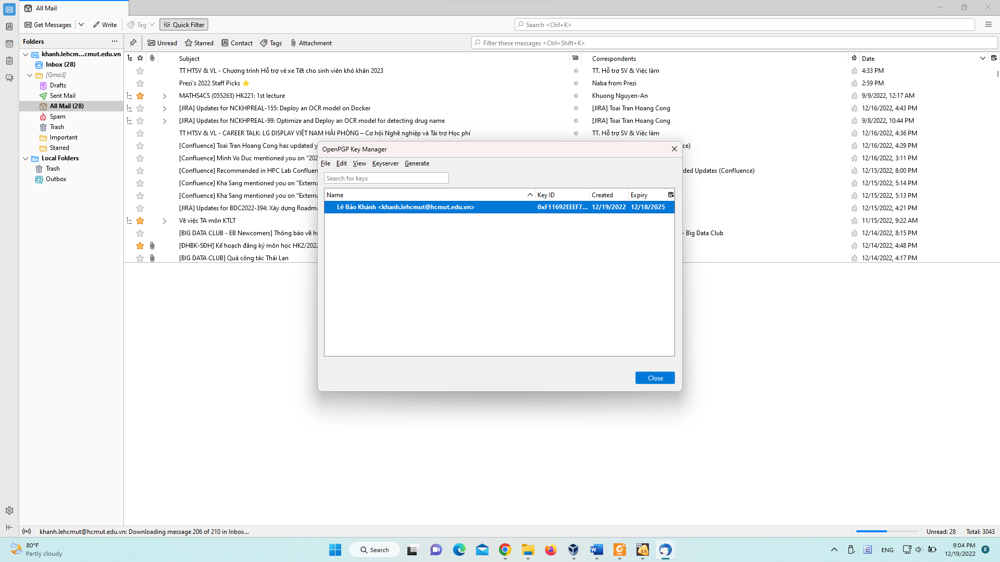 All Mail
Get Messages
Write
Tag
Quick Filter
Search <Ctrl+K>
Folders
Unread
Starred
Contact
Tags
Attachment
Filter these messages <Ctrl+Shift+K>
khanh.lehcm...cmut.edu.vn
Inbox (28)
[Gmail]
Drafts
Sent Mail
All Mail (28)
Spam
Trash
Important
Starred
Local Folders
Trash
Outbox
Subject Correspondents Date
TT HTSV & VL - Chương trình Hỗ trợ vé xe Tết cho sinh viên khó khăn 2023 TT. Hỗ trợ SV & Việc làm 4:33 PM
Prezi's 2022 Staff Picks ⭐ Naba from Prezi 2:59 PM
MATHS4CS (055263) HK221: 1st lecture Khuong Nguyen-An 9/9/2022, 12:17 AM
[JIRA] Updates for NCKHPREAL-155: Deploy an OCR model on Docker [JIRA] Toai Tran Hoang Cong 12/16/2022, 4:43 PM
[JIRA] Updates for NCKHPREAL-99: Optimize and Deploy an OCR model for detecting drug name [JIRA] Toai Tran Hoang Cong 9/8/2022, 10:44 PM
TT HTSV & VL - CAREER TALK: LG DISPLAY VIỆT NAM HẢI PHÒNG – Cơ hội Nghề nghiệp và Tài trợ Học phí TT. Hỗ trợ SV & Việc làm 12/16/2022, 4:36 PM
[Confluence] Toai Tran Hoang Cong has updated y ce) 12/16/2022, 4:29 PM
[Confluence] Minh Vo Duc mentioned you on "202 12/16/2022, 3:11 PM
[Confluence] Recommended in HPC Lab Confluen ded Updates (Confluence) 12/15/2022, 8:00 PM
[Confluence] Kha Sang mentioned you on "Externa 12/15/2022, 5:14 PM
[Confluence] Kha Sang mentioned you on "Externa 12/15/2022, 5:13 PM
[JIRA] Updates for BDC2022-394: Xây dựng Roadma 12/15/2022, 4:21 PM
Về việc TA môn KTLT 11/15/2022, 9:22 AM
[BIG DATA CLUB - EB Newcomers] Thông báo về h - Big Data Club 12/14/2022, 8:15 PM
[ĐHBK-SĐH] Kế hoạch đăng ký môn học HK2/2022 12/14/2022, 4:48 PM
[BIG DATA CLUB] Quà công tác Thái Lan 12/14/2022, 4:17 PM
OpenPGP Key Manager
File Edit View Keyserver Generate
Search for keys
Name Key ID Created Expiry
Lê Bảo Khánh <khanh.lehcmut@hcmut.edu.vn> 0xF11692EEEF7... 12/19/2022 12/18/2025
Close
khanh.lehcmut@hcmut.edu.vn: Downloading message 206 of 210 in Inbox...
Unread: 28 Total: 3043
80°F
Partly cloudy
Search
ENG
9:04 PM
12/19/2022
8